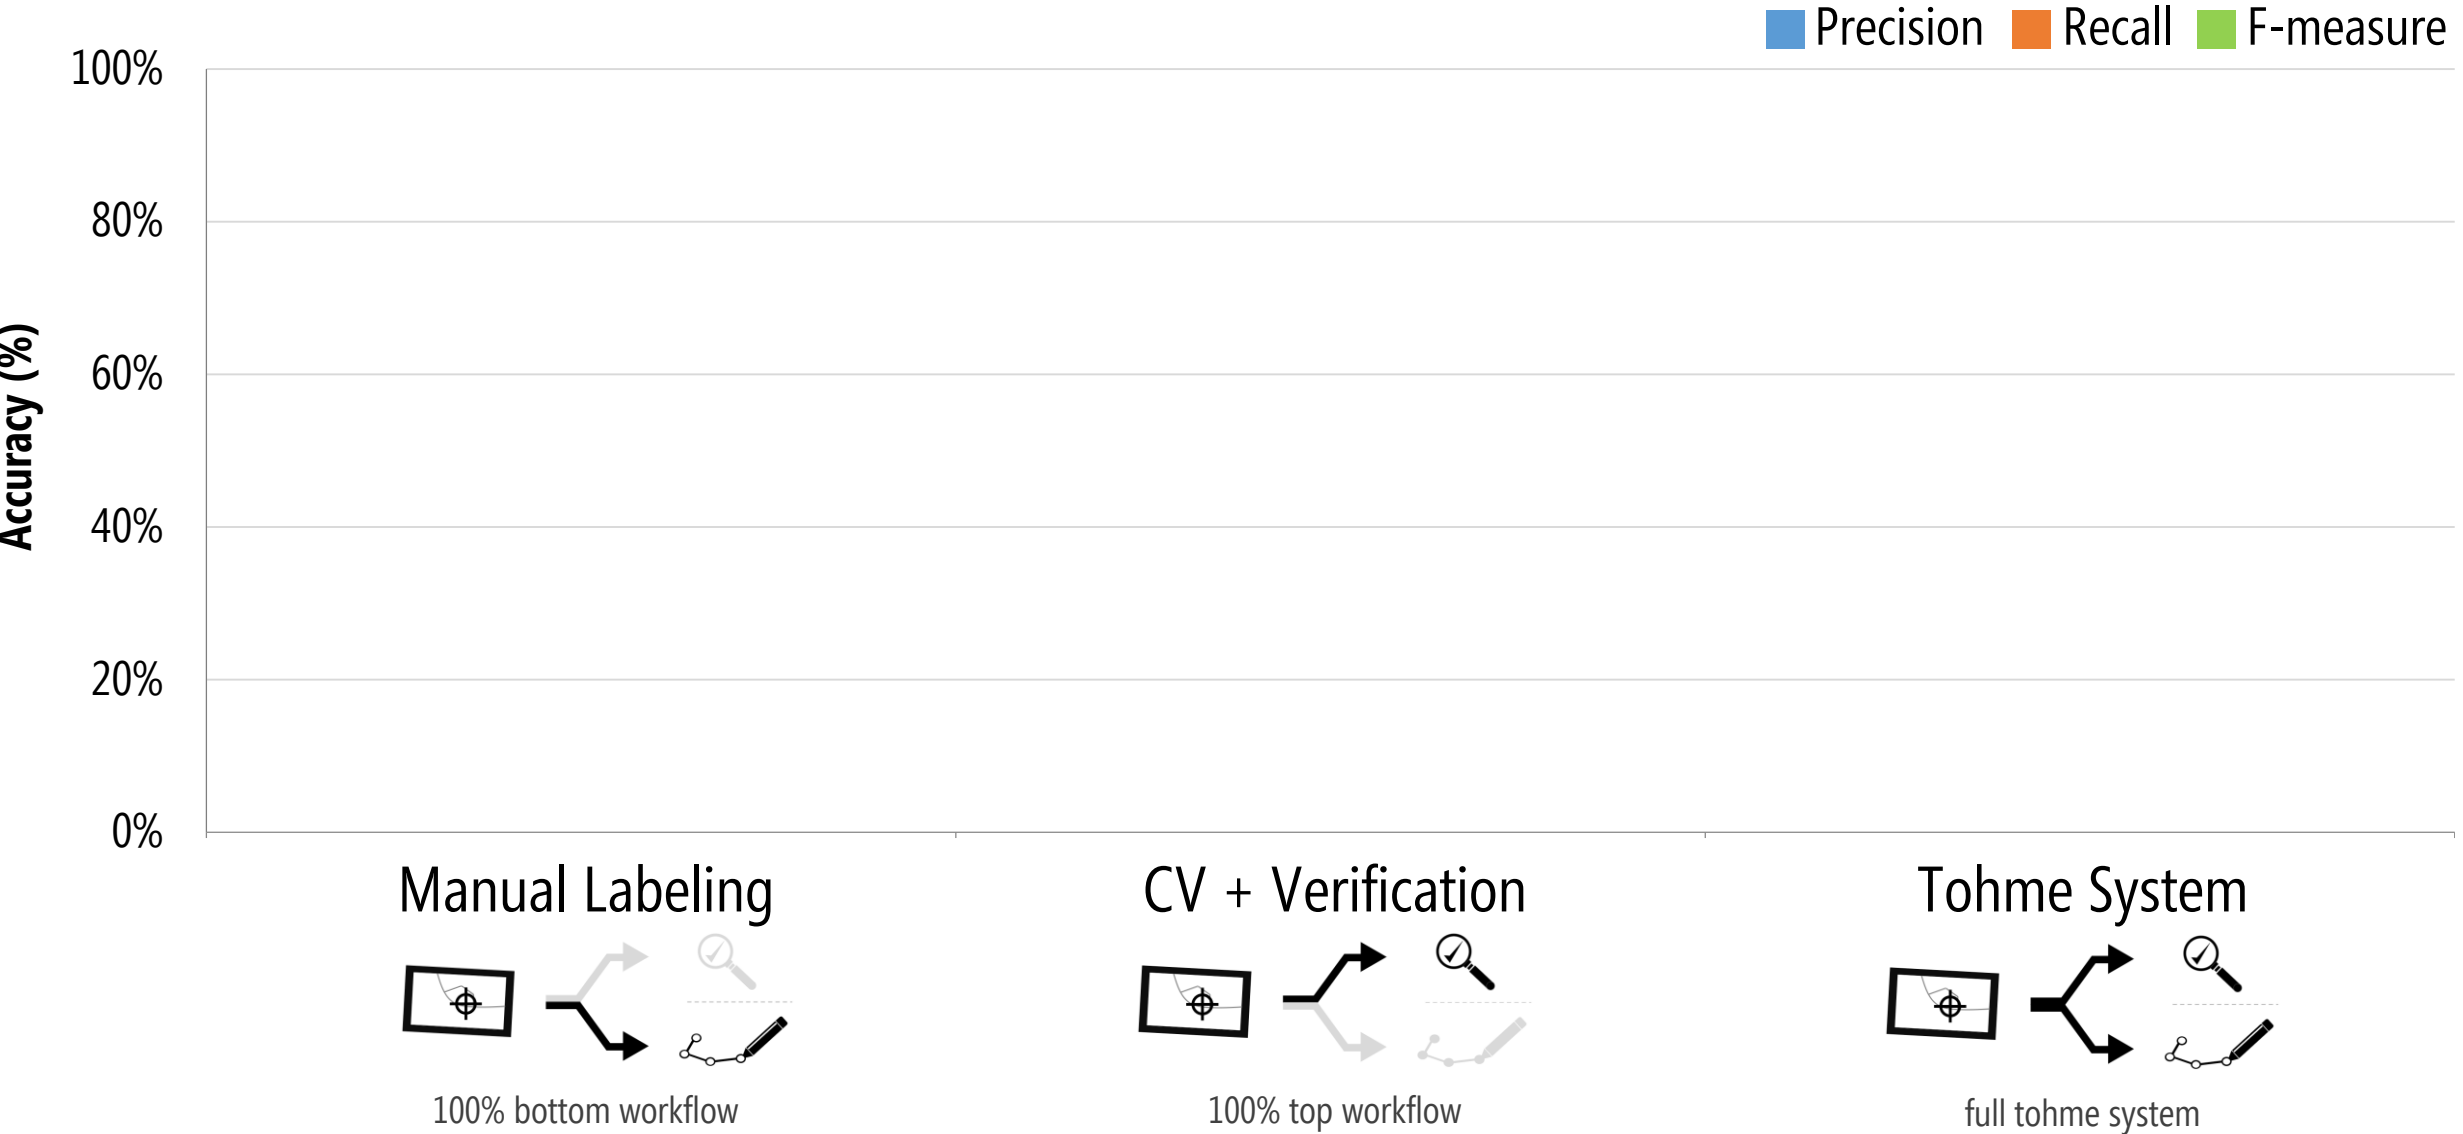 Precision Recall F-measure
100%
80%
60%
40%
20%
0%
Accuracy (%)
Manual Labeling
CV + Verification
Tohme System
100% bottom workflow
100% top workflow
full tohme system